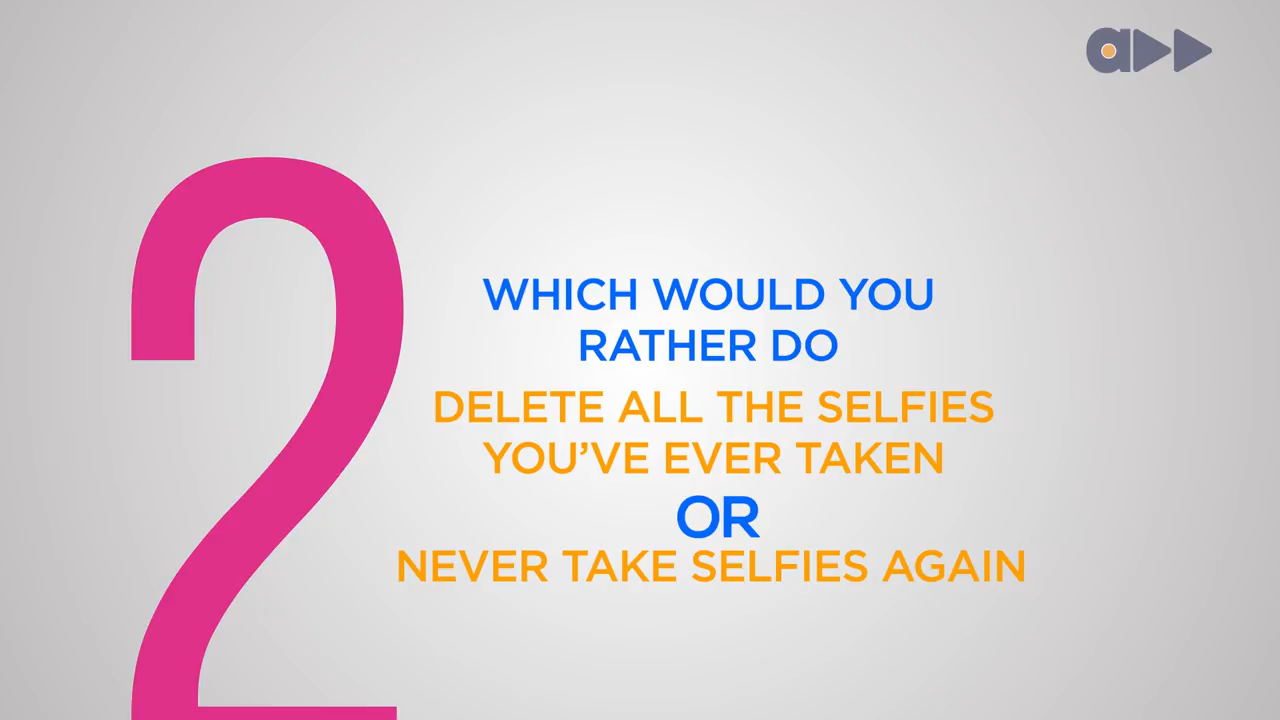 2
WHICH WOULD YOU
RATHER DO
DELETE ALL THE SELFIES
YOU’VE EVER TAKEN
OR
NEVER TAKE SELFIES AGAIN
a